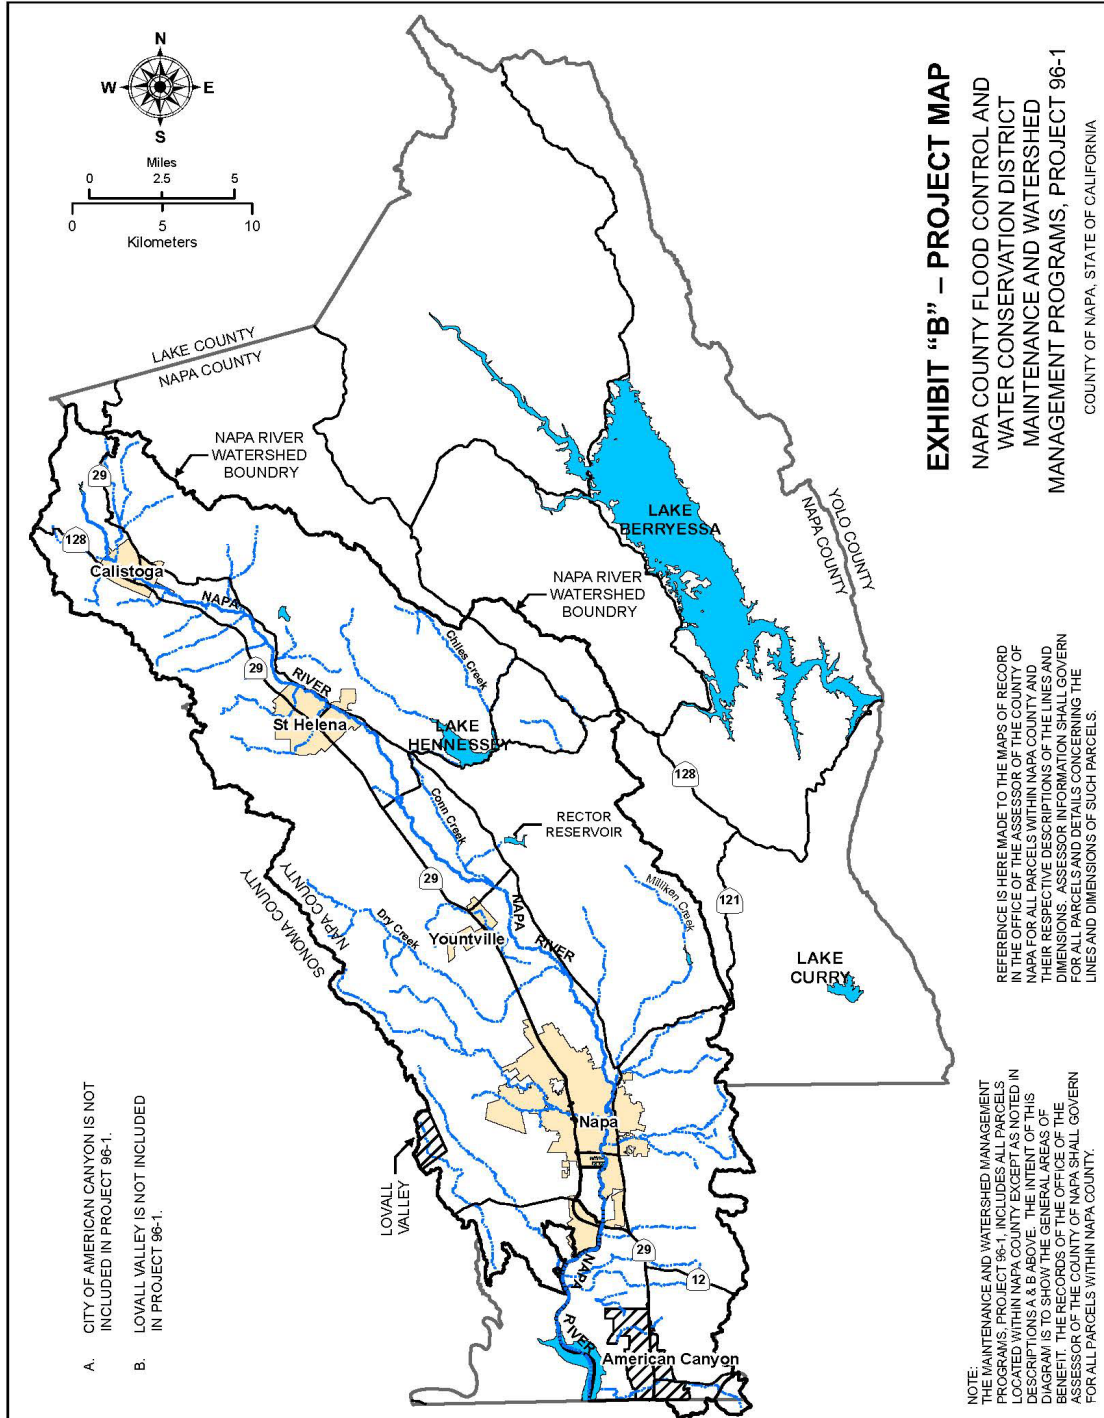 EXHIBIT “B” – PROJECT MAP
NAPA COUNTY FLOOD CONTROL AND
WATER CONSERVATION DISTRICT
MAINTENANCE AND WATERSHED
MANAGEMENT PROGRAMS, PROJECT 96-1
COUNTY OF NAPA, STATE OF CALIFORNIA
N
W
E
S
Miles
0 2.5 5
0 5 10
Kilometers
LAKE COUNTY
NAPA COUNTY
NAPA RIVER
WATERSHED
BOUNDRY
29
128
Calistoga
NAPA
RIVER
29
St Helena
Chiles Creek
LAKE
HENNESSEY
NAPA RIVER
WATERSHED
BOUNDRY
LAKE
BERRYESSA
YOLO COUNTY
NAPA COUNTY
128
Conn Creek
RECTOR
RESERVOIR
29
SONOMA COUNTY
NAPA COUNTY
Dry Creek
Yountville
NAPA
RIVER
Milliken Creek
121
LAKE
CURRY
Napa
LOVALL
VALLEY
29
12
NAPA
RIVER
American Canyon
A. CITY OF AMERICAN CANYON IS NOT
INCLUDED IN PROJECT 96-1.
B. LOVALL VALLEY IS NOT INCLUDED
IN PROJECT 96-1.
REFERENCE IS HERE MADE TO THE MAPS OF RECORD
IN THE OFFICE OF THE ASSESSOR OF THE COUNTY OF
NAPA FOR ALL PARCELS WITHIN NAPA COUNTY AND
THEIR RESPECTIVE DESCRIPTIONS OF THE LINES AND
DIMENSIONS. ASSESSOR INFORMATION SHALL GOVERN
FOR ALL PARCELS AND DETAILS CONCERNING THE
LINES AND DIMENSIONS OF SUCH PARCELS.
NOTE:
THE MAINTENANCE AND WATERSHED MANAGEMENT
PROGRAMS, PROJECT 96-1, INCLUDES ALL PARCELS
LOCATED WITHIN NAPA COUNTY EXCEPT AS NOTED IN
DESCRIPTIONS A & B ABOVE. THE INTENT OF THIS
DIAGRAM IS TO SHOW THE GENERAL AREAS OF
BENEFIT. THE RECORDS OF THE OFFICE OF THE
ASSESSOR OF THE COUNTY OF NAPA SHALL GOVERN
FOR ALL PARCELS WITHIN NAPA COUNTY.